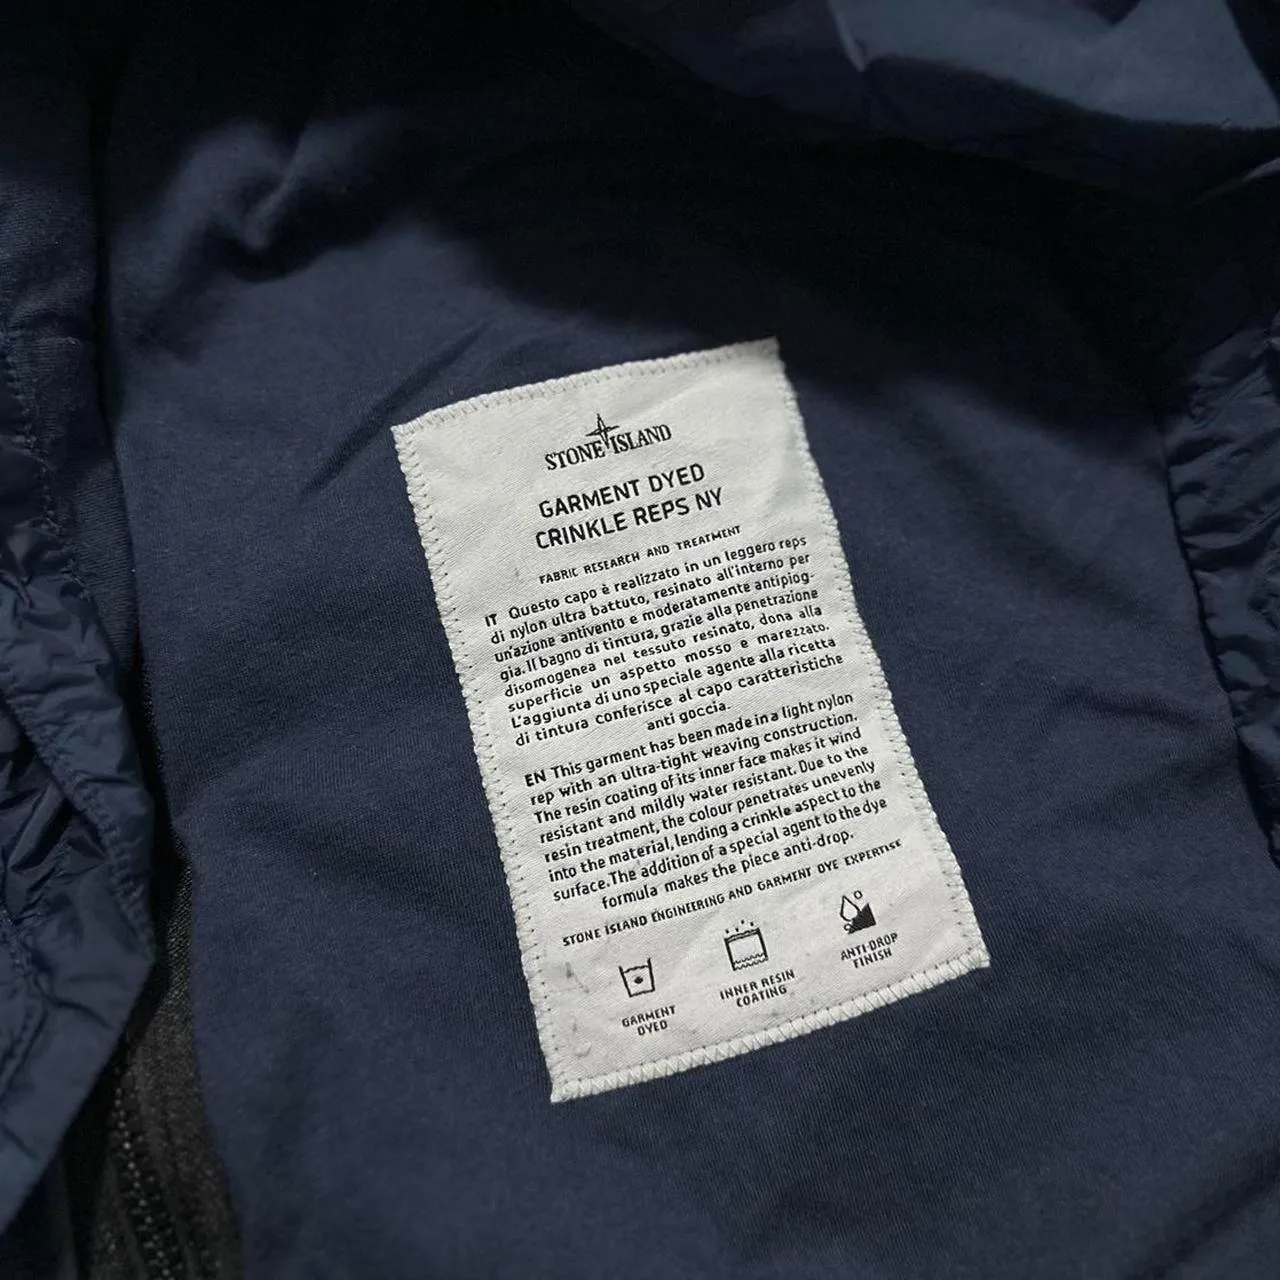 STONE ISLAND
GARMENT DYED
CRINKLE REPS NY
FABRIC RESEARCH AND TREATMENT
IT Questo capo è realizzato in un leggero reps
di nylon ultra battuto, resinato all'interno per
un'azione antivento e moderatamente antipiog-
gia. Il bagno di tintura, grazie alla penetrazione
disomogenea nel tessuto resinato, dona alla
superficie un aspetto mosso e marezzato.
L'aggiunta di uno speciale agente alla ricetta
di tintura conferisce al capo caratteristiche
anti goccia.
EN This garment has been made in a light nylon
rep with an ultra-tight weaving construction.
The resin coating of its inner face makes it wind
resistant and mildly water resistant. Due to the
resin treatment, the colour penetrates unevenly
into the material, lending a crinkle aspect to the
surface. The addition of a special agent to the dye
formula makes the piece anti-drop.
STONE ISLAND ENGINEERING AND GARMENT DYE EXPERTISE
GARMENT
DYED
INNER RESIN
COATING
ANTI-DROP
FINISH